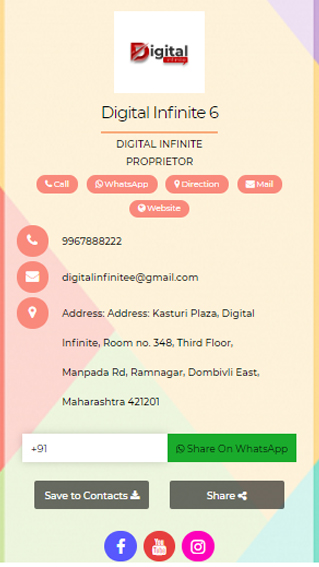 Digital
Digital Infinite 6
DIGITAL INFINITE
PROPRIETOR
Call WhatsApp Direction Mail
Website
9967888222
digitalinfinitee@gmail.com
Address: Address: Kasturi Plaza, Digital
Infinite, Room no. 348, Third Floor,
Manpada Rd, Ramnagar, Dombivli East,
Maharashtra 421201
+91 Share On WhatsApp
Save to Contacts Share
You
Tube